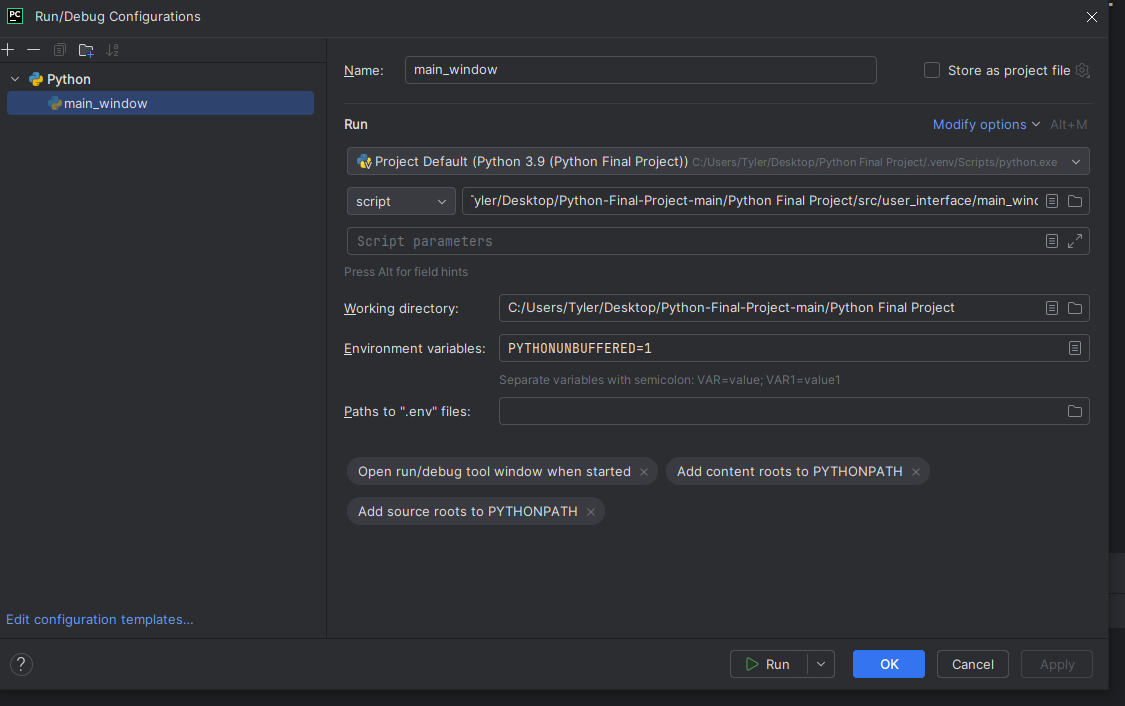 PC Run/Debug Configurations
Python
main_window
Name: main_window Store as project file
Run Modify options Alt+M
Project Default (Python 3.9 (Python Final Project)) C:/Users/Tyler/Desktop/Python Final Project/.venv/Scripts/python.exe
script yler/Desktop/Python-Final-Project-main/Python Final Project/src/user_interface/main_wind
Script parameters
Press Alt for field hints
Working directory: C:/Users/Tyler/Desktop/Python-Final-Project-main/Python Final Project
Environment variables: PYTHONUNBUFFERED=1
Separate variables with semicolon: VAR=value; VAR1=value1
Paths to ".env" files:
Open run/debug tool window when started × Add content roots to PYTHONPATH ×
Add source roots to PYTHONPATH ×
Edit configuration templates...
? Run OK Cancel Apply